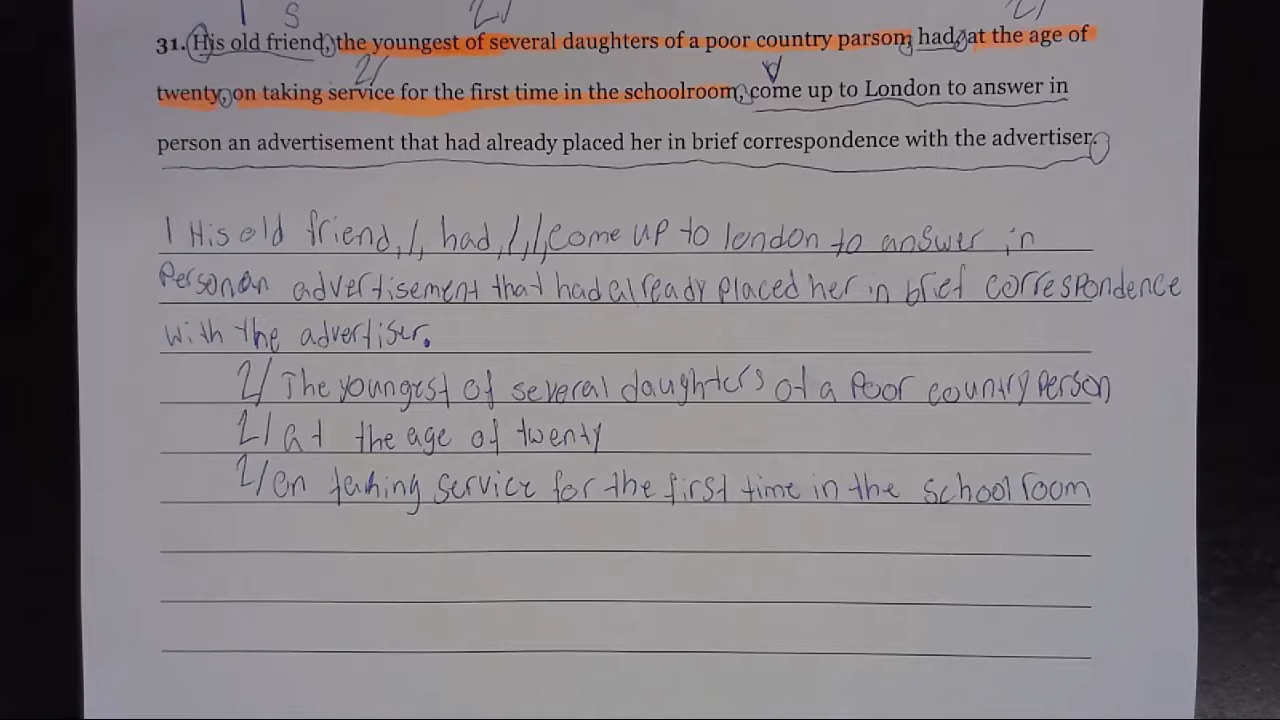 1 S 2/ 2/
31. His old friend, the youngest of several daughters of a poor country parson, had, at the age of
2/ V
twenty, on taking service for the first time in the schoolroom, come up to London to answer in
person an advertisement that had already placed her in brief correspondence with the advertiser.
1 His old friend, /, had, /, /, come up to london to answer in
Person an advertisement that had already placed her in brief correspondence
with the advertiser.
2/ The youngest of several daughters of a Poor country Person
2/ at the age of twenty
2/ on taking service for the first time in the school room